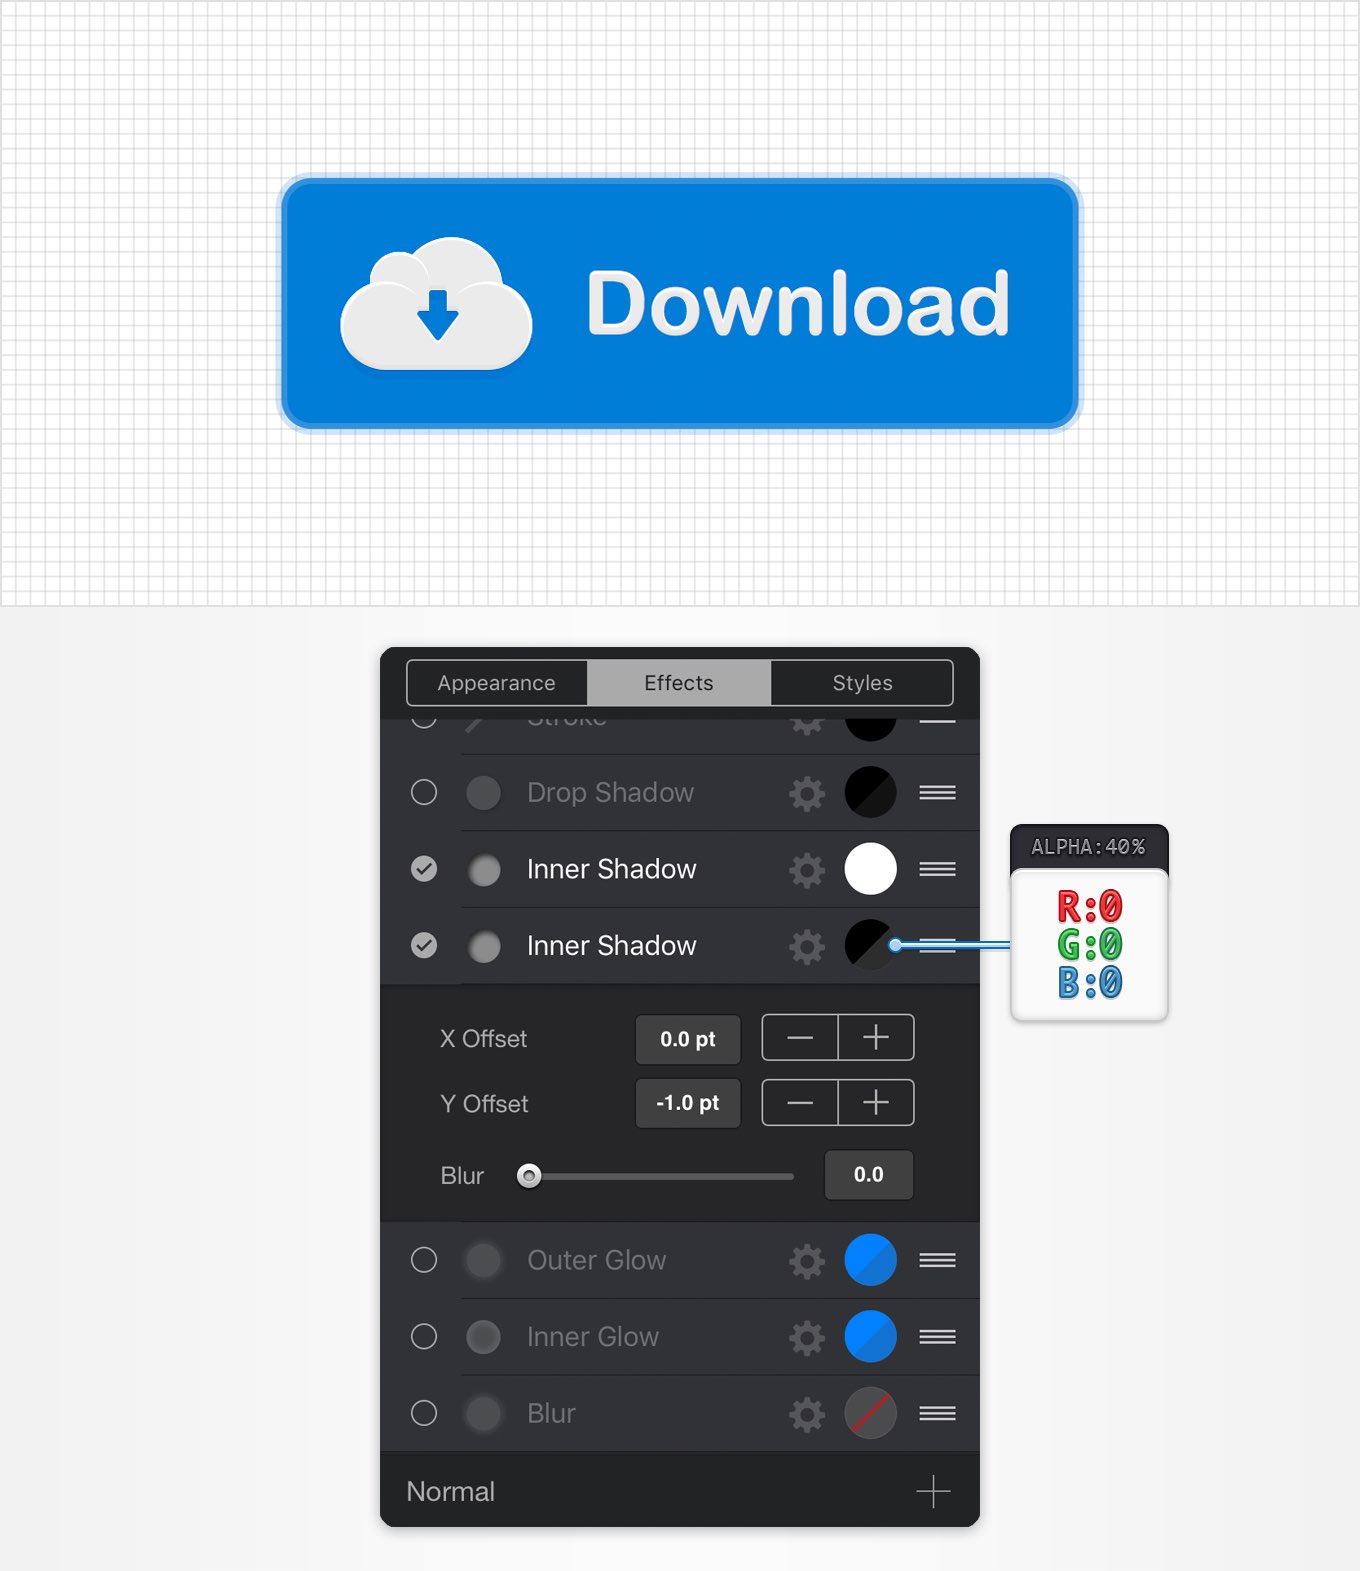 Download
Appearance Effects Styles
Stroke
Drop Shadow
Inner Shadow
ALPHA:40%
R:0
G:0
B:0
Inner Shadow
X Offset 0.0 pt
Y Offset -1.0 pt
Blur 0.0
Outer Glow
Inner Glow
Blur
Normal